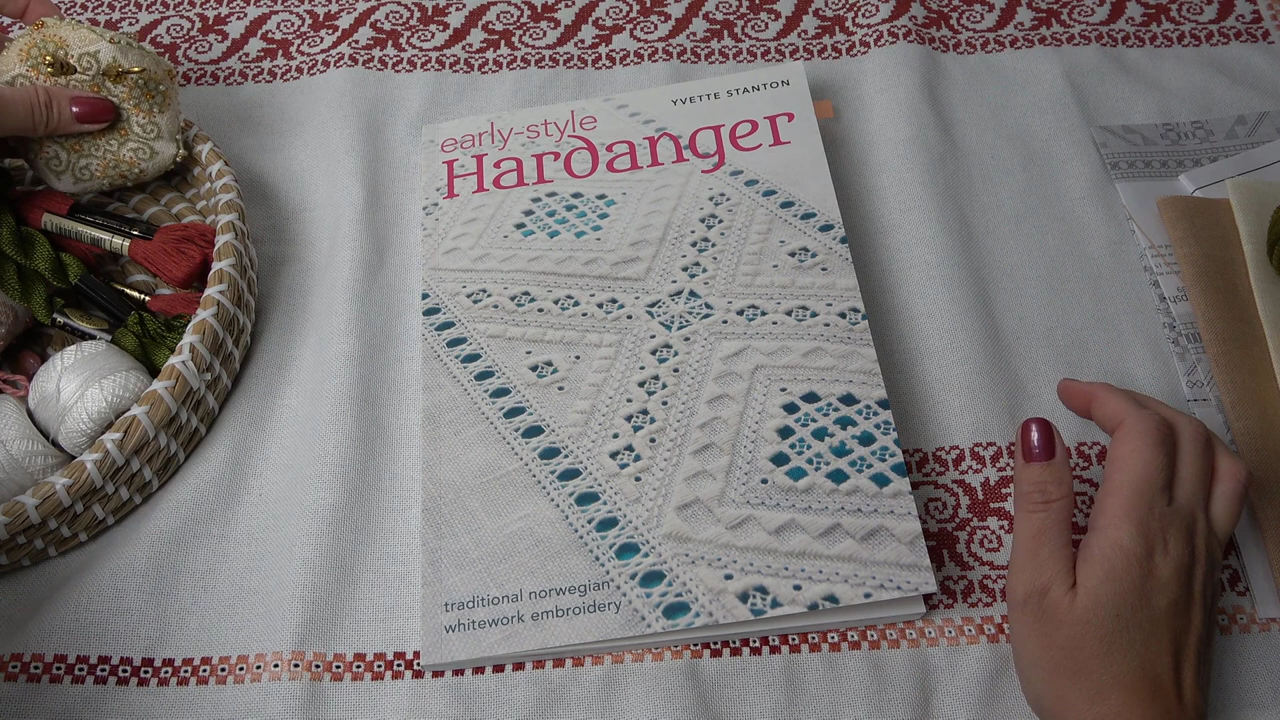 YVETTE STANTON
early-style
Hardanger
traditional norwegian
whitework embroidery